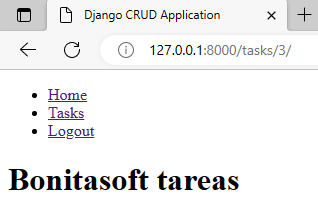 Django CRUD Application
127.0.0.1:8000/tasks/3/
Home
Tasks
Logout
Bonitasoft tareas